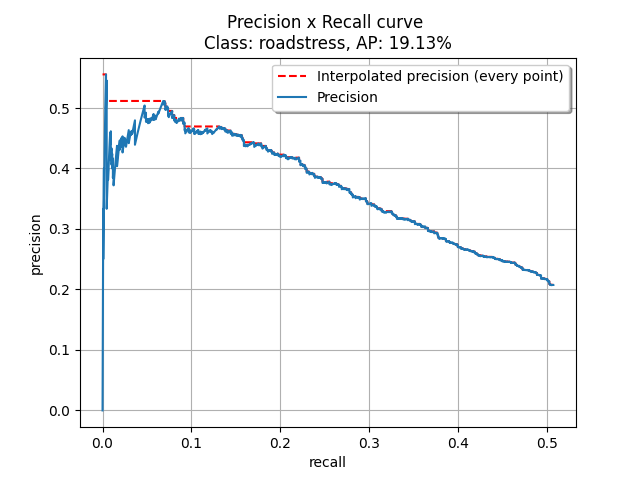 Precision x Recall curve
Class: roadstress, AP: 19.13%
Interpolated precision (every point)
Precision
0.5
0.4
0.3
0.2
0.1
0.0
precision
0.0 0.1 0.2 0.3 0.4 0.5
recall